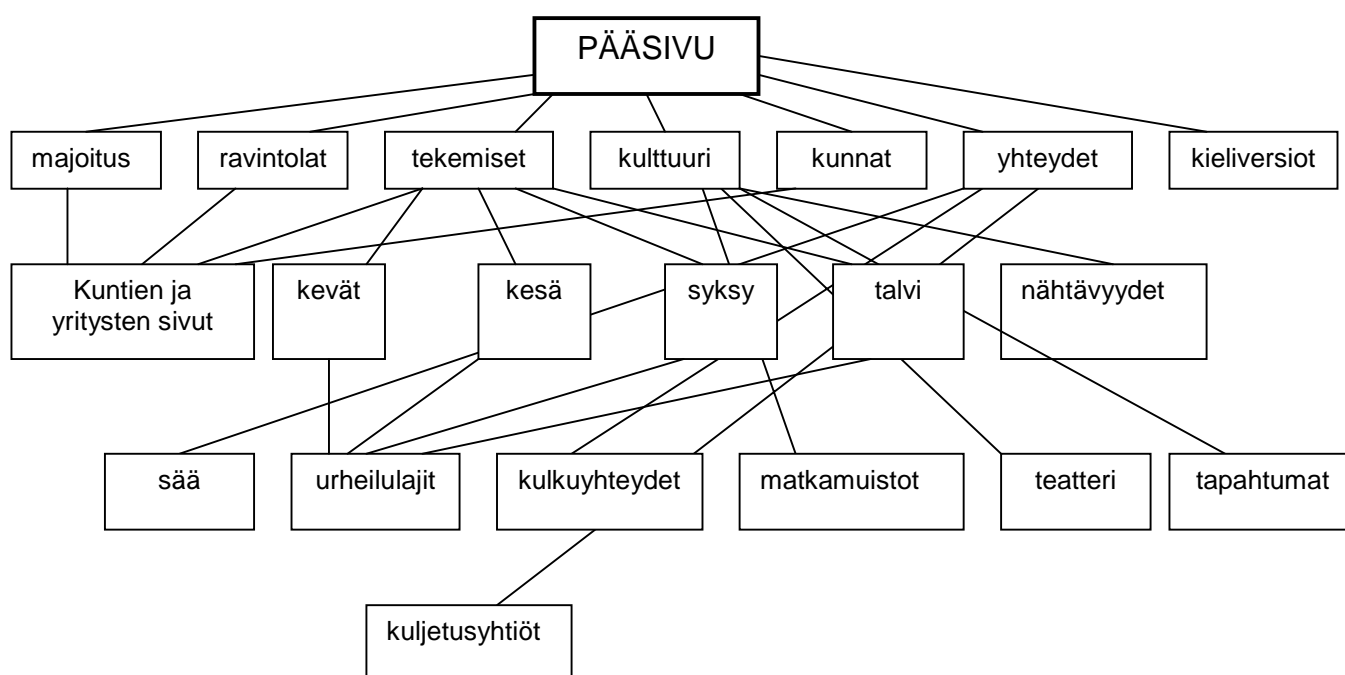 PÄÄSIVU
majoitus
ravintolat
tekemiset
kulttuuri
kunnat
yhteydet
kieliversiot
Kuntien ja
yritysten sivut
kevät
kesä
syksy
talvi
nähtävyydet
sää
urheilulajit
kulkuyhteydet
matkamuistot
teatteri
tapahtumat
kuljetusyhtiöt